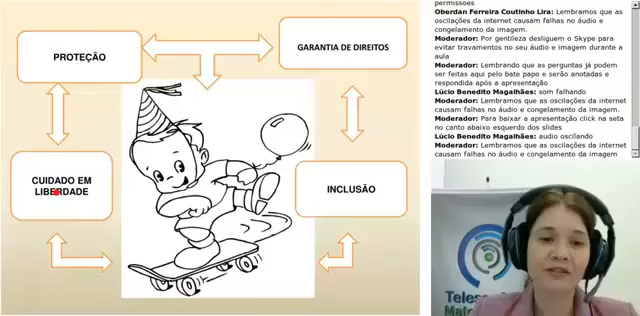 PROTEÇÃO
GARANTIA DE DIREITOS
CUIDADO EM
LIBERDADE
INCLUSÃO
permissões
Oberdan Ferreira Coutinho Lira: Lembramos que as
oscilações da internet causam falhas no áudio e
congelamento da imagem.
Moderador: Por gentileza desliguem o Skype para
evitar travamentos no seu áudio e imagem durante a
aula
Moderador: Lembrando que as perguntas já podem
ser feitas aqui pelo bate papo e serão anotadas e
respondida após a apresentação
Lúcio Benedito Magalhães: som falhando
Moderador: Lembramos que as oscilações da internet
causam falhas no áudio e congelamento da imagem.
Moderador: Para baixar a apresentação click na seta
no canto abaixo esquerdo dos slides
Lúcio Benedito Magalhães: audio oscilando
Moderador: Lembramos que as oscilações da internet
causam falhas no áudio e congelamento da imagem